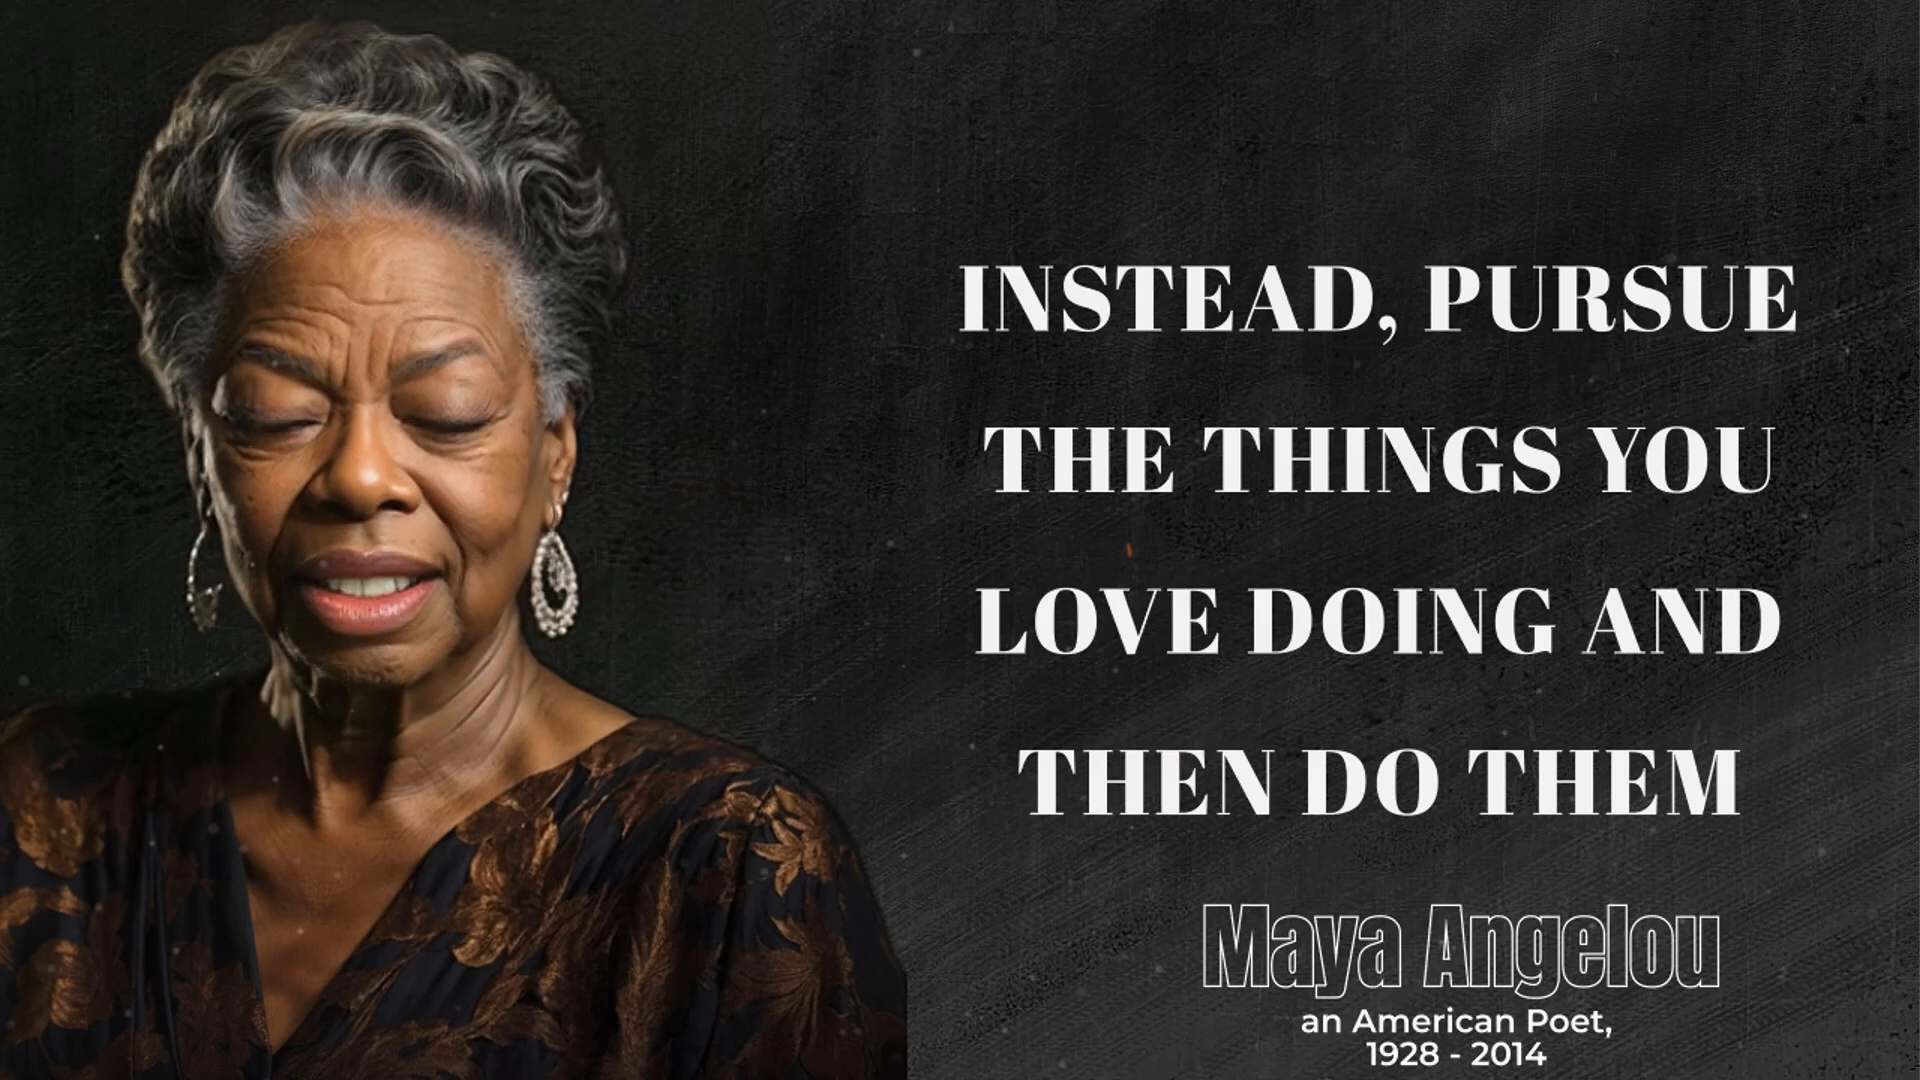 INSTEAD, PURSUE
THE THINGS YOU
LOVE DOING AND
THEN DO THEM
Maya Angelou
an American Poet,
1928 - 2014